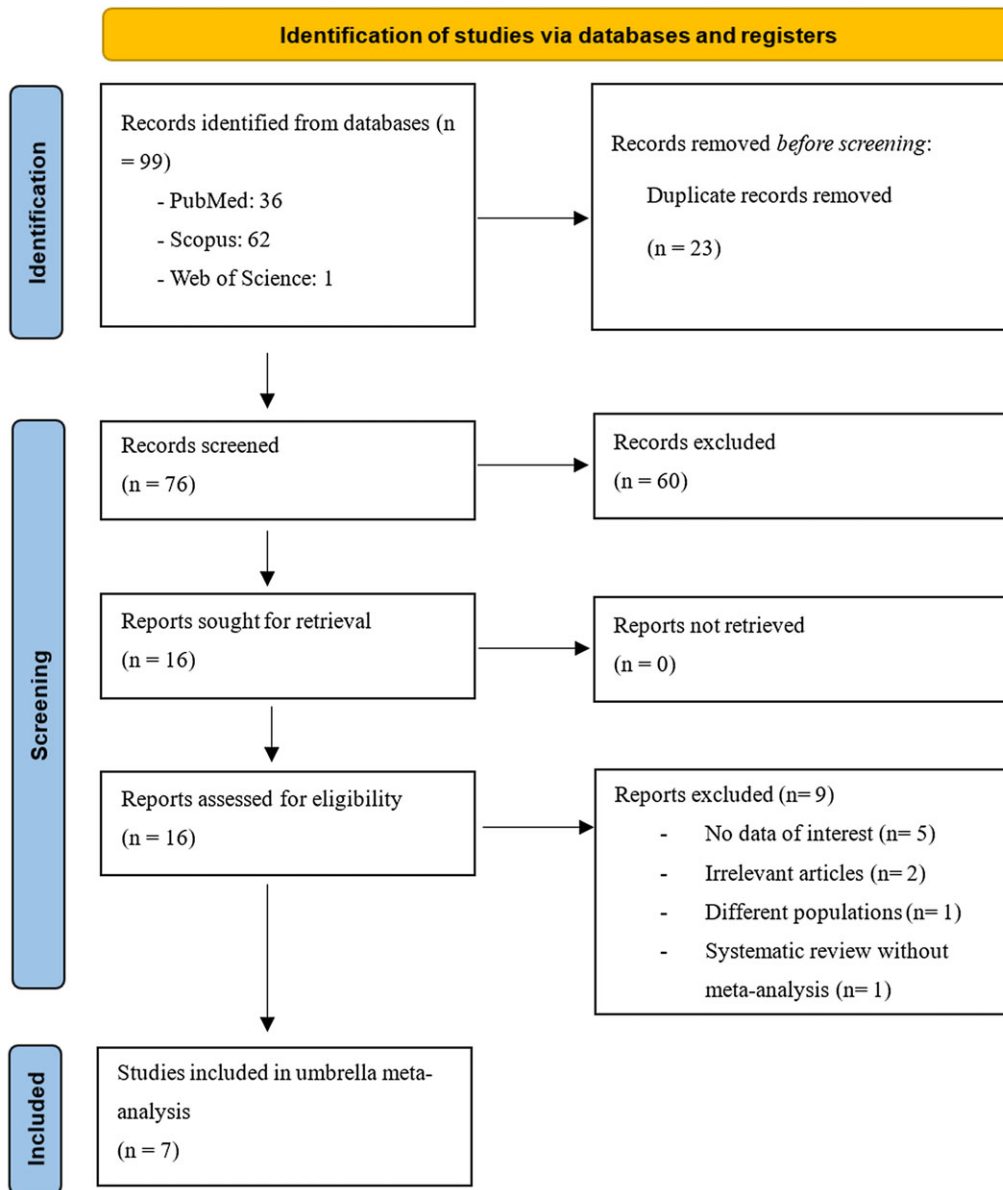 Identification of studies via databases and registers
Identification
Records identified from databases (n
= 99)
- PubMed: 36
- Scopus: 62
- Web of Science: 1
Records removed before screening:
Duplicate records removed
(n = 23)
Screening
Records screened
(n = 76)
Records excluded
(n = 60)
Reports sought for retrieval
(n = 16)
Reports not retrieved
(n = 0)
Reports assessed for eligibility
(n = 16)
Reports excluded (n= 9)
- No data of interest (n= 5)
- Irrelevant articles (n= 2)
- Different populations (n= 1)
- Systematic review without
meta-analysis (n= 1)
Included
Studies included in umbrella meta-
analysis
(n = 7)